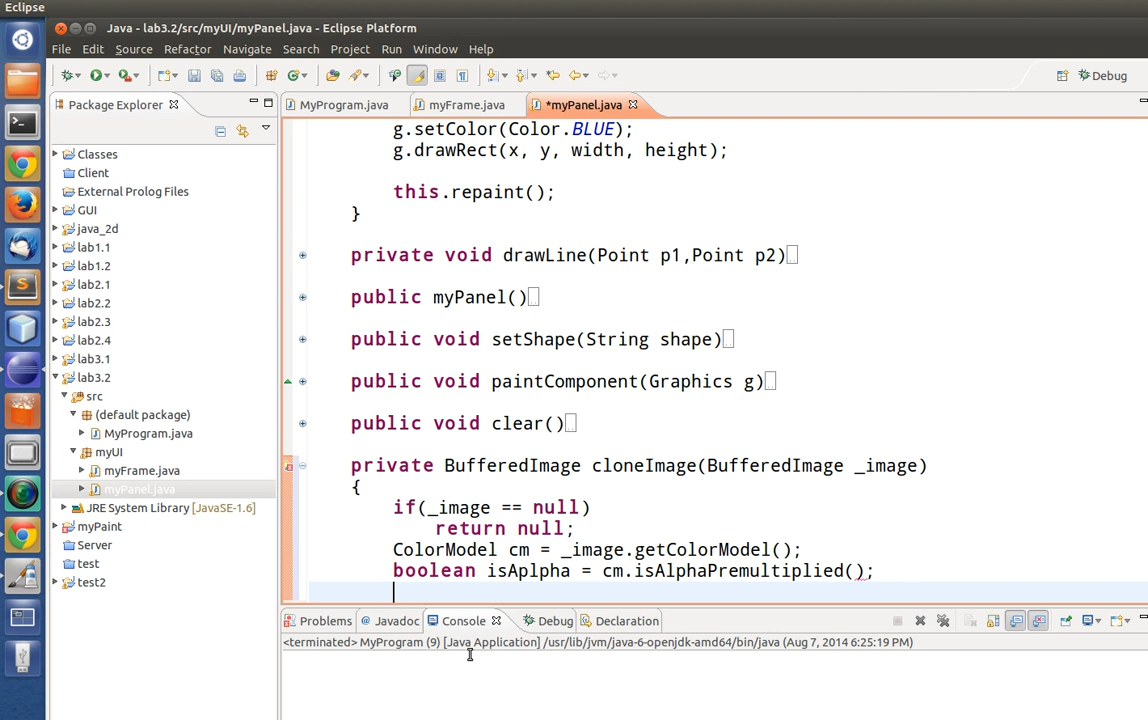 Eclipse
Java - lab3.2/src/myUI/myPanel.java - Eclipse Platform
File Edit Source Refactor Navigate Search Project Run Window Help
Debug
Package Explorer
MyProgram.java myFrame.java *myPanel.java
Classes
Client
External Prolog Files
GUI
java_2d
lab1.1
lab1.2
lab2.1
lab2.2
lab2.3
lab2.4
lab3.1
lab3.2
src
(default package)
MyProgram.java
myUI
myFrame.java
myPanel.java
JRE System Library [JavaSE-1.6]
myPaint
Server
test
test2
g.setColor(Color.BLUE);
g.drawRect(x, y, width, height);
this.repaint();
}
private void drawLine(Point p1,Point p2)
public myPanel()
public void setShape(String shape)
public void paintComponent(Graphics g)
public void clear()
private BufferedImage cloneImage(BufferedImage _image)
{
if(_image == null)
return null;
ColorModel cm = _image.getColorModel();
boolean isAplpha = cm.isAlphaPremultiplied();
Problems Javadoc Console Debug Declaration
<terminated> MyProgram (9) [Java Application] /usr/lib/jvm/java-6-openjdk-amd64/bin/java (Aug 7, 2014 6:25:19 PM)